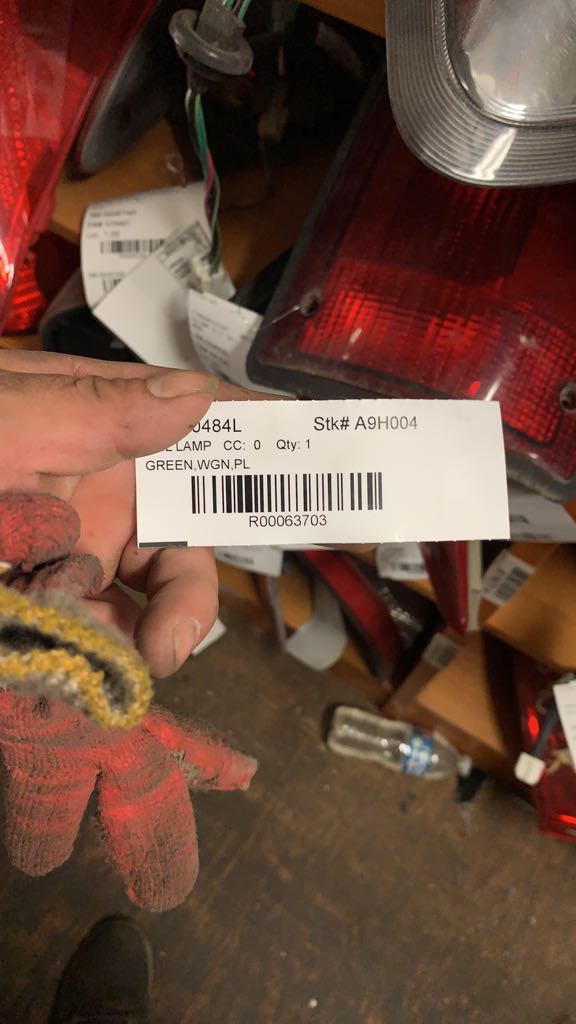 0484L Stk# A9H004
LAMP CC: 0 Qty: 1
GREEN,WGN,PL
R00063703